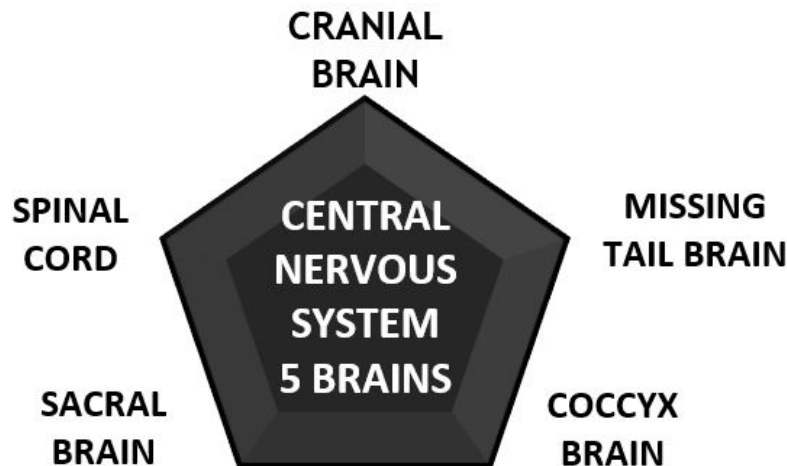 CRANIAL
BRAIN
SPINAL
CORD
MISSING
TAIL BRAIN
CENTRAL
NERVOUS
SYSTEM
5 BRAINS
SACRAL
BRAIN
COCCYX
BRAIN